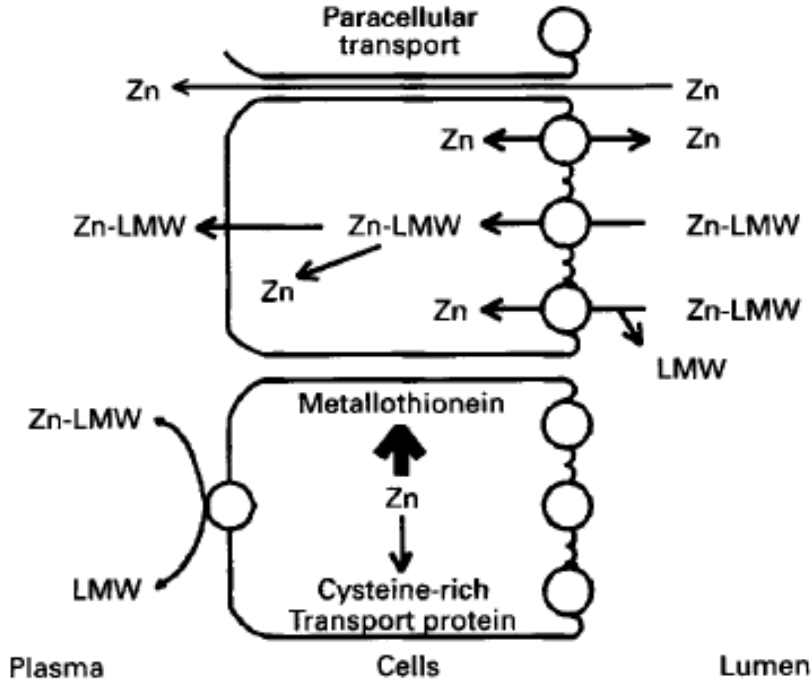 Paracellular
transport
Zn Zn
Zn Zn
Zn-LMW Zn-LMW Zn-LMW
Zn
Zn Zn-LMW
LMW
Metallothionein
Zn-LMW
Zn
LMW
Cysteine-rich
Transport protein
Plasma Cells Lumen